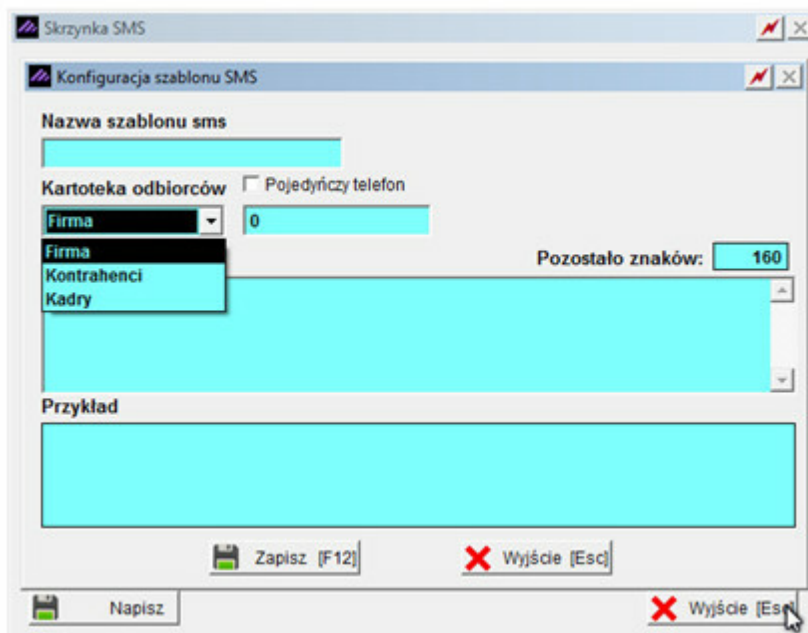 Skrzynka SMS
Konfiguracja szablonu SMS
Nazwa szablonu sms
Kartoteka odbiorców
Pojedyńczy telefon
Firma
0
Firma
Kontrahenci
Kadry
Pozostało znaków: 160
Przykład
Zapisz [F12]
Wyjście [Esc]
Napisz
Wyjście [Esc]